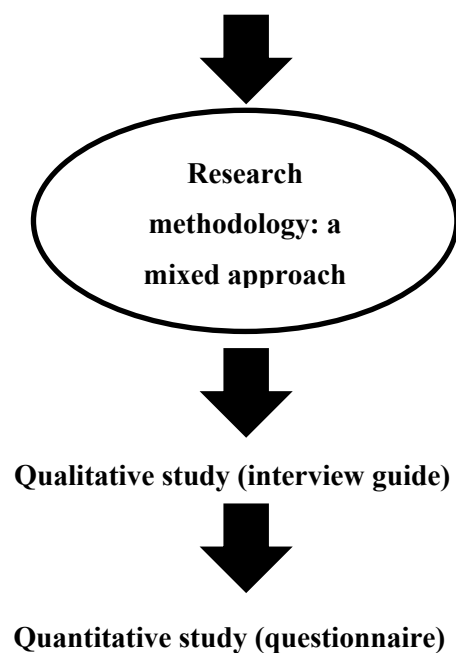 Research
methodology: a
mixed approach
Qualitative study (interview guide)
Quantitative study (questionnaire)